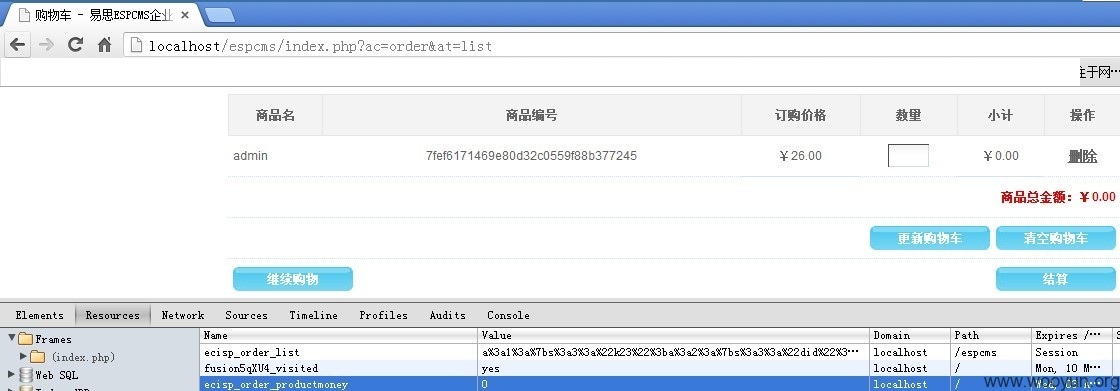 购物车 - 易思ESPCMS企业
localhost/espcms/index.php?ac=order&at=list
注于网…
商品名 商品编号 订购价格 数量 小计 操作
admin 7fef6171469e80d32c0559f88b377245 ￥26.00 ￥0.00 删除
商品总金额：￥0.00
更新购物车 清空购物车
继续购物 结算
Elements Resources Network Sources Timeline Profiles Audits Console
Frames
(index.php)
Web SQL
Name Value Domain Path Expires /…
ecisp_order_list a%3a1%3a%7bs%3a3%3a%22k23%22%3ba%3a2%3a%7bs%3a3%3a%22did%22%3… localhost /espcms Session
fusion5qXU4_visited yes localhost / Mon, 10 M…
ecisp_order_productmoney 0 localhost /
www.wooyun.org